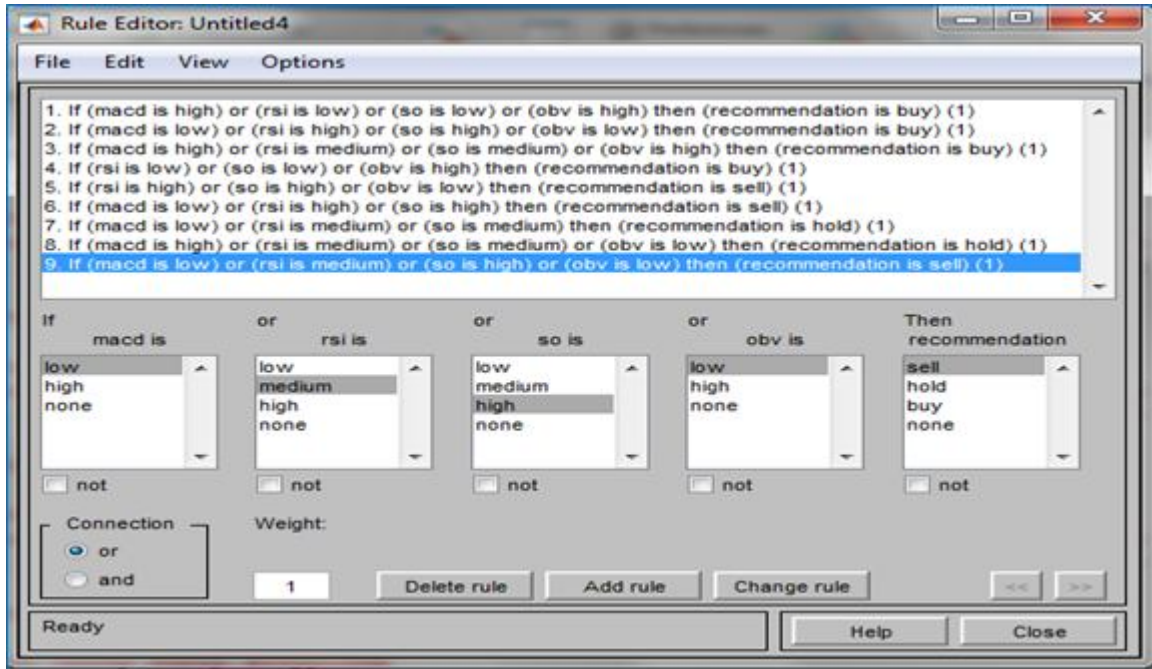 Rule Editor: Untitled4
File Edit View Options
1. If (macd is high) or (rsi is low) or (so is low) or (obv is high) then (recommendation is buy) (1)
2. If (macd is low) or (rsi is high) or (so is high) or (obv is low) then (recommendation is buy) (1)
3. If (macd is high) or (rsi is medium) or (so is medium) or (obv is high) then (recommendation is buy) (1)
4. If (rsi is low) or (so is low) or (obv is high) then (recommendation is buy) (1)
5. If (rsi is high) or (so is high) or (obv is low) then (recommendation is sell) (1)
6. If (macd is low) or (rsi is high) or (so is high) then (recommendation is sell) (1)
7. If (macd is low) or (rsi is medium) or (so is medium) then (recommendation is hold) (1)
8. If (macd is high) or (rsi is medium) or (so is medium) or (obv is low) then (recommendation is hold) (1)
9. If (macd is low) or (rsi is medium) or (so is high) or (obv is low) then (recommendation is sell) (1)
If or or or Then
macd is rsi is so is obv is recommendation
low low low low sell
high medium medium high hold
none high high none buy
none none none
not not not not not
Connection Weight:
or
and 1 Delete rule Add rule Change rule << >>
Ready Help Close